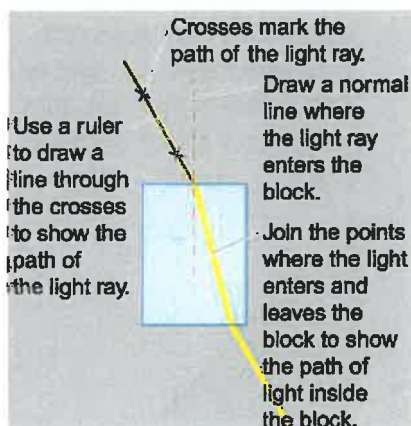 Crosses mark the
path of the light ray.
Draw a normal
line where
the light ray
enters the
block.
Use a ruler
to draw a
line through
the crosses
to show the
path of
the light ray.
Join the points
where the light
enters and
leaves the
block to show
the path of
light inside
the block.